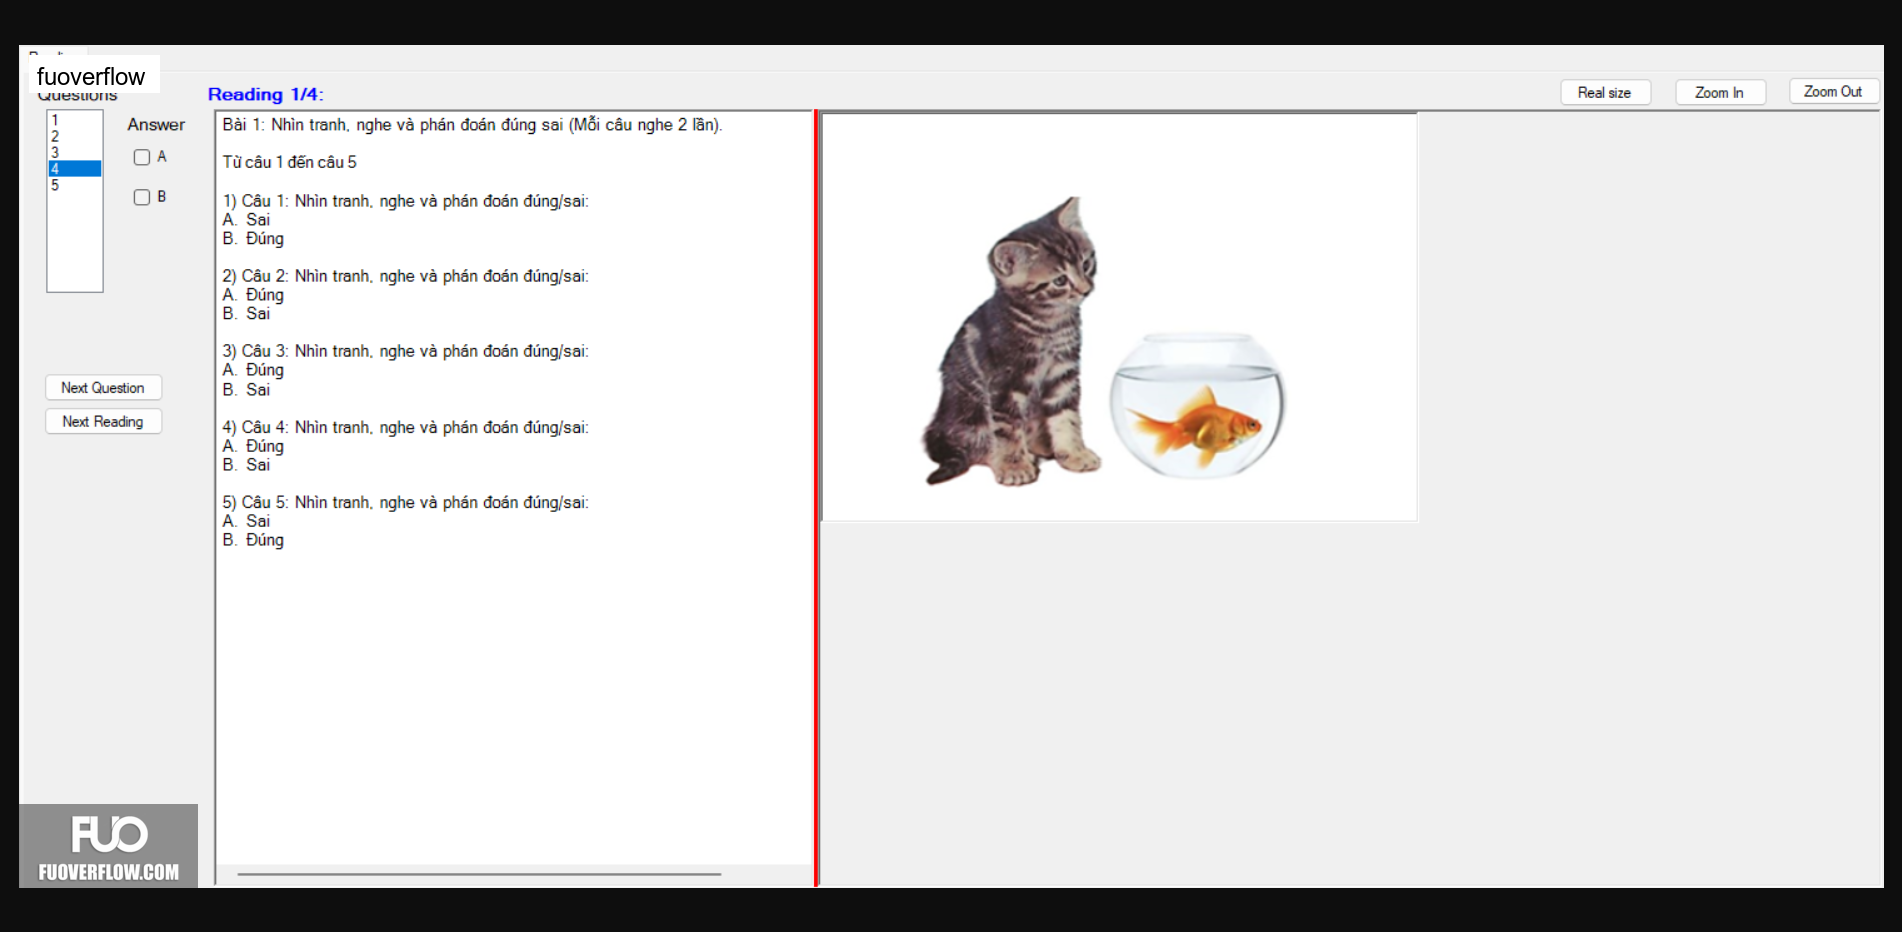 fuoverflow
Questions
Reading 1/4:
Real size
Zoom In
Zoom Out
1
2
3
4
5
Answer
A
B
Next Question
Next Reading
Bài 1: Nhìn tranh, nghe và phán đoán đúng sai (Mỗi câu nghe 2 lần).
Từ câu 1 đến câu 5
1) Câu 1: Nhìn tranh, nghe và phán đoán đúng/sai:
A. Sai
B. Đúng
2) Câu 2: Nhìn tranh, nghe và phán đoán đúng/sai:
A. Đúng
B. Sai
3) Câu 3: Nhìn tranh, nghe và phán đoán đúng/sai:
A. Đúng
B. Sai
4) Câu 4: Nhìn tranh, nghe và phán đoán đúng/sai:
A. Đúng
B. Sai
5) Câu 5: Nhìn tranh, nghe và phán đoán đúng/sai:
A. Sai
B. Đúng
FUO
FUOVERFLOW.COM